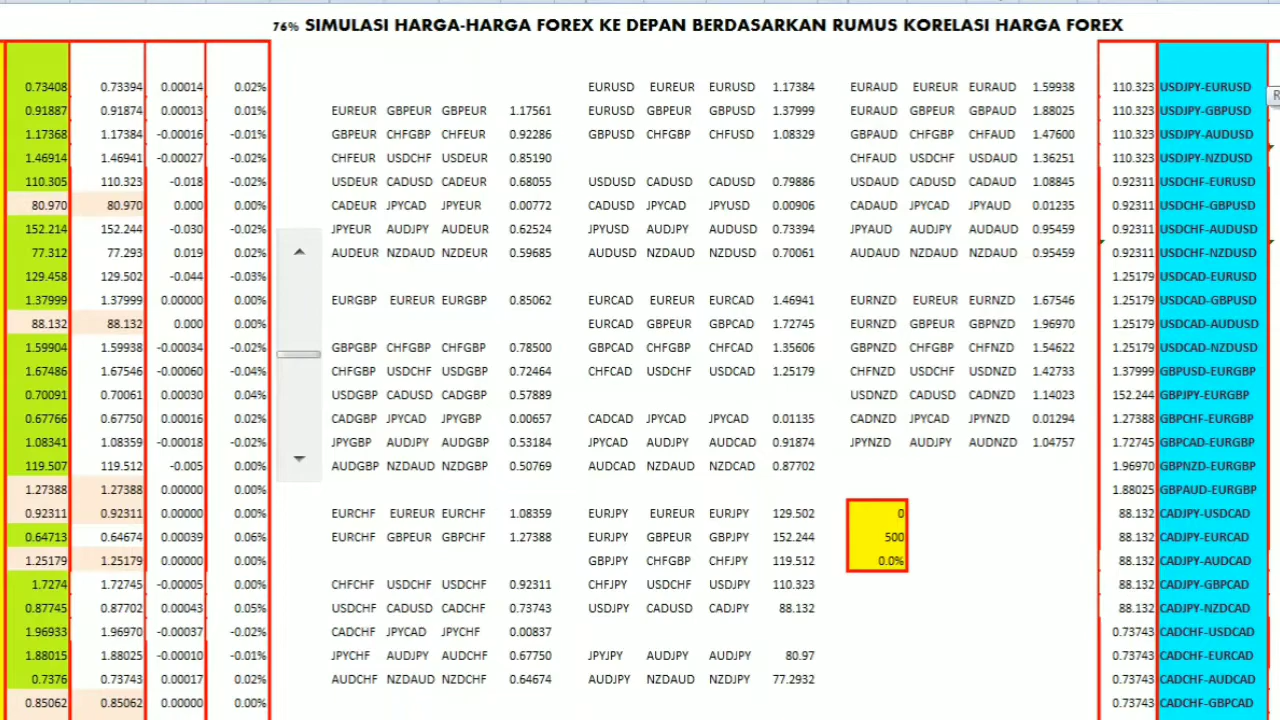 76% SIMULASI HARGA-HARGA FOREX KE DEPAN BERDASARKAN RUMUS KORELASI HARGA FOREX
0.73408 0.73394 0.00014 0.02% EURUSD EUREUR EURUSD 1.17384 EURAUD EUREUR EURAUD 1.59938 110.323 USDJPY-EURUSD
0.91887 0.91874 0.00013 0.01% EUREUR GBPEUR GBPEUR 1.17561 EURUSD GBPEUR GBPUSD 1.37999 EURAUD GBPEUR GBPAUD 1.88025 110.323 USDJPY-GBPUSD
1.17368 1.17384 -0.00016 -0.01% GBPEUR CHFGBP CHFEUR 0.92286 GBPUSD CHFGBP CHFUSD 1.08329 GBPAUD CHFGBP CHFAUD 1.47600 110.323 USDJPY-AUDUSD
1.46914 1.46941 -0.00027 -0.02% CHFEUR USDCHF USDEUR 0.85190 CHFAUD USDCHF USDAUD 1.36251 110.323 USDJPY-NZDUSD
110.305 110.323 -0.018 -0.02% USDEUR CADUSD CADEUR 0.68055 USDUSD CADUSD CADUSD 0.79886 USDAUD CADUSD CADAUD 1.08845 0.92311 USDCHF-EURUSD
80.970 80.970 0.000 0.00% CADEUR JPYCAD JPYEUR 0.00772 CADUSD JPYCAD JPYUSD 0.00906 CADAUD JPYCAD JPYAUD 0.01235 0.92311 USDCHF-GBPUSD
152.214 152.244 -0.030 -0.02% JPYEUR AUDJPY AUDEUR 0.62524 JPYUSD AUDJPY AUDUSD 0.73394 JPYAUD AUDJPY AUDAUD 0.95459 0.92311 USDCHF-AUDUSD
77.312 77.293 0.019 0.02% AUDEUR NZDAUD NZDEUR 0.59685 AUDUSD NZDAUD NZDUSD 0.70061 AUDAUD NZDAUD NZDAUD 0.95459 0.92311 USDCHF-NZDUSD
129.458 129.502 -0.044 -0.03% 1.25179 USDCAD-EURUSD
1.37999 1.37999 0.00000 0.00% EURGBP EUREUR EURGBP 0.85062 EURCAD EUREUR EURCAD 1.46941 EURNZD EUREUR EURNZD 1.67546 1.25179 USDCAD-GBPUSD
88.132 88.132 0.000 0.00% EURCAD GBPEUR GBPCAD 1.72745 EURNZD GBPEUR GBPNZD 1.96970 1.25179 USDCAD-AUDUSD
1.59904 1.59938 -0.00034 -0.02% GBPGBP CHFGBP CHFGBP 0.78500 GBPCAD CHFGBP CHFCAD 1.35606 GBPNZD CHFGBP CHFNZD 1.54622 1.25179 USDCAD-NZDUSD
1.67486 1.67546 -0.00060 -0.04% CHFGBP USDCHF USDGBP 0.72464 CHFCAD USDCHF USDCAD 1.25179 CHFNZD USDCHF USDNZD 1.42733 1.37999 GBPUSD-EURGBP
0.70091 0.70061 0.00030 0.04% USDGBP CADUSD CADGBP 0.57889 USDNZD CADUSD CADNZD 1.14023 152.244 GBPJPY-EURGBP
0.67766 0.67750 0.00016 0.02% CADGBP JPYCAD JPYGBP 0.00657 CADCAD JPYCAD JPYCAD 0.01135 CADNZD JPYCAD JPYNZD 0.01294 1.27388 GBPCHF-EURGBP
1.08341 1.08359 -0.00018 -0.02% JPYGBP AUDJPY AUDGBP 0.53184 JPYCAD AUDJPY AUDCAD 0.91874 JPYNZD AUDJPY AUDNZD 1.04757 1.72745 GBPCAD-EURGBP
119.507 119.512 -0.005 0.00% AUDGBP NZDAUD NZDGBP 0.50769 AUDCAD NZDAUD NZDCAD 0.87702 1.96970 GBPNZD-EURGBP
1.27388 1.27388 0.00000 0.00% 1.88025 GBPAUD-EURGBP
0.92311 0.92311 0.00000 0.00% EURCHF EUREUR EURCHF 1.08359 EURJPY EUREUR EURJPY 129.502 0 88.132 CADJPY-USDCAD
0.64713 0.64674 0.00039 0.06% EURCHF GBPEUR GBPCHF 1.27388 EURJPY GBPEUR GBPJPY 152.244 500 88.132 CADJPY-EURCAD
1.25179 1.25179 0.00000 0.00% GBPJPY CHFGBP CHFJPY 119.512 0.0% 88.132 CADJPY-AUDCAD
1.7274 1.72745 -0.00005 0.00% CHFCHF USDCHF USDCHF 0.92311 CHFJPY USDCHF USDJPY 110.323 88.132 CADJPY-GBPCAD
0.87745 0.87702 0.00043 0.05% USDCHF CADUSD CADCHF 0.73743 USDJPY CADUSD CADJPY 88.132 88.132 CADJPY-NZDCAD
1.96933 1.96970 -0.00037 -0.02% CADCHF JPYCAD JPYCHF 0.00837 0.73743 CADCHF-USDCAD
1.88015 1.88025 -0.00010 -0.01% JPYCHF AUDJPY AUDCHF 0.67750 JPYJPY AUDJPY AUDJPY 80.97 0.73743 CADCHF-EURCAD
0.7376 0.73743 0.00017 0.02% AUDCHF NZDAUD NZDCHF 0.64674 AUDJPY NZDAUD NZDJPY 77.2932 0.73743 CADCHF-AUDCAD
0.85062 0.85062 0.00000 0.00% 0.73743 CADCHF-GBPCAD